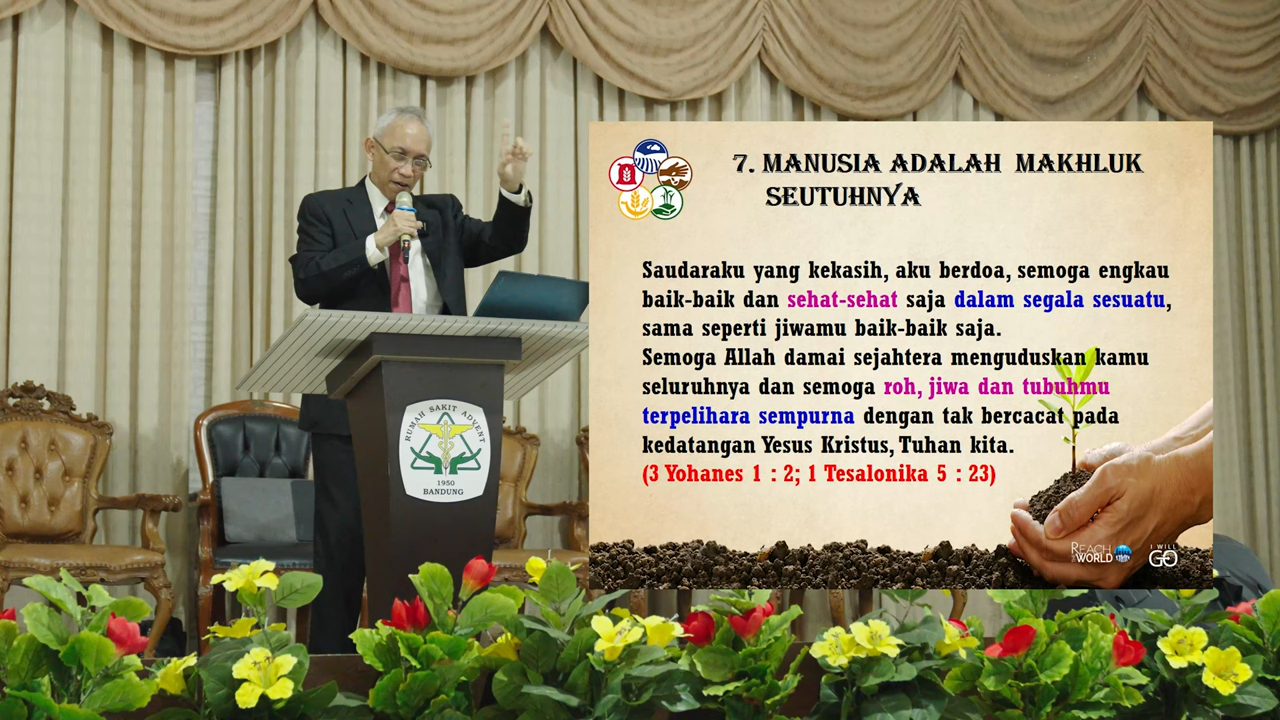 7. MANUSIA ADALAH MAKHLUK
SEUTUHNYA
Saudaraku yang kekasih, aku berdoa, semoga engkau
baik-baik dan sehat-sehat saja dalam segala sesuatu,
sama seperti jiwamu baik-baik saja.
Semoga Allah damai sejahtera menguduskan kamu
seluruhnya dan semoga roh, jiwa dan tubuhmu
terpelihara sempurna dengan tak bercacat pada
kedatangan Yesus Kristus, Tuhan kita.
(3 Yohanes 1 : 2; 1 Tesalonika 5 : 23)
RUMAH SAKIT ADVENT
1950
BANDUNG
REACH
WORLD
I WILL
GO